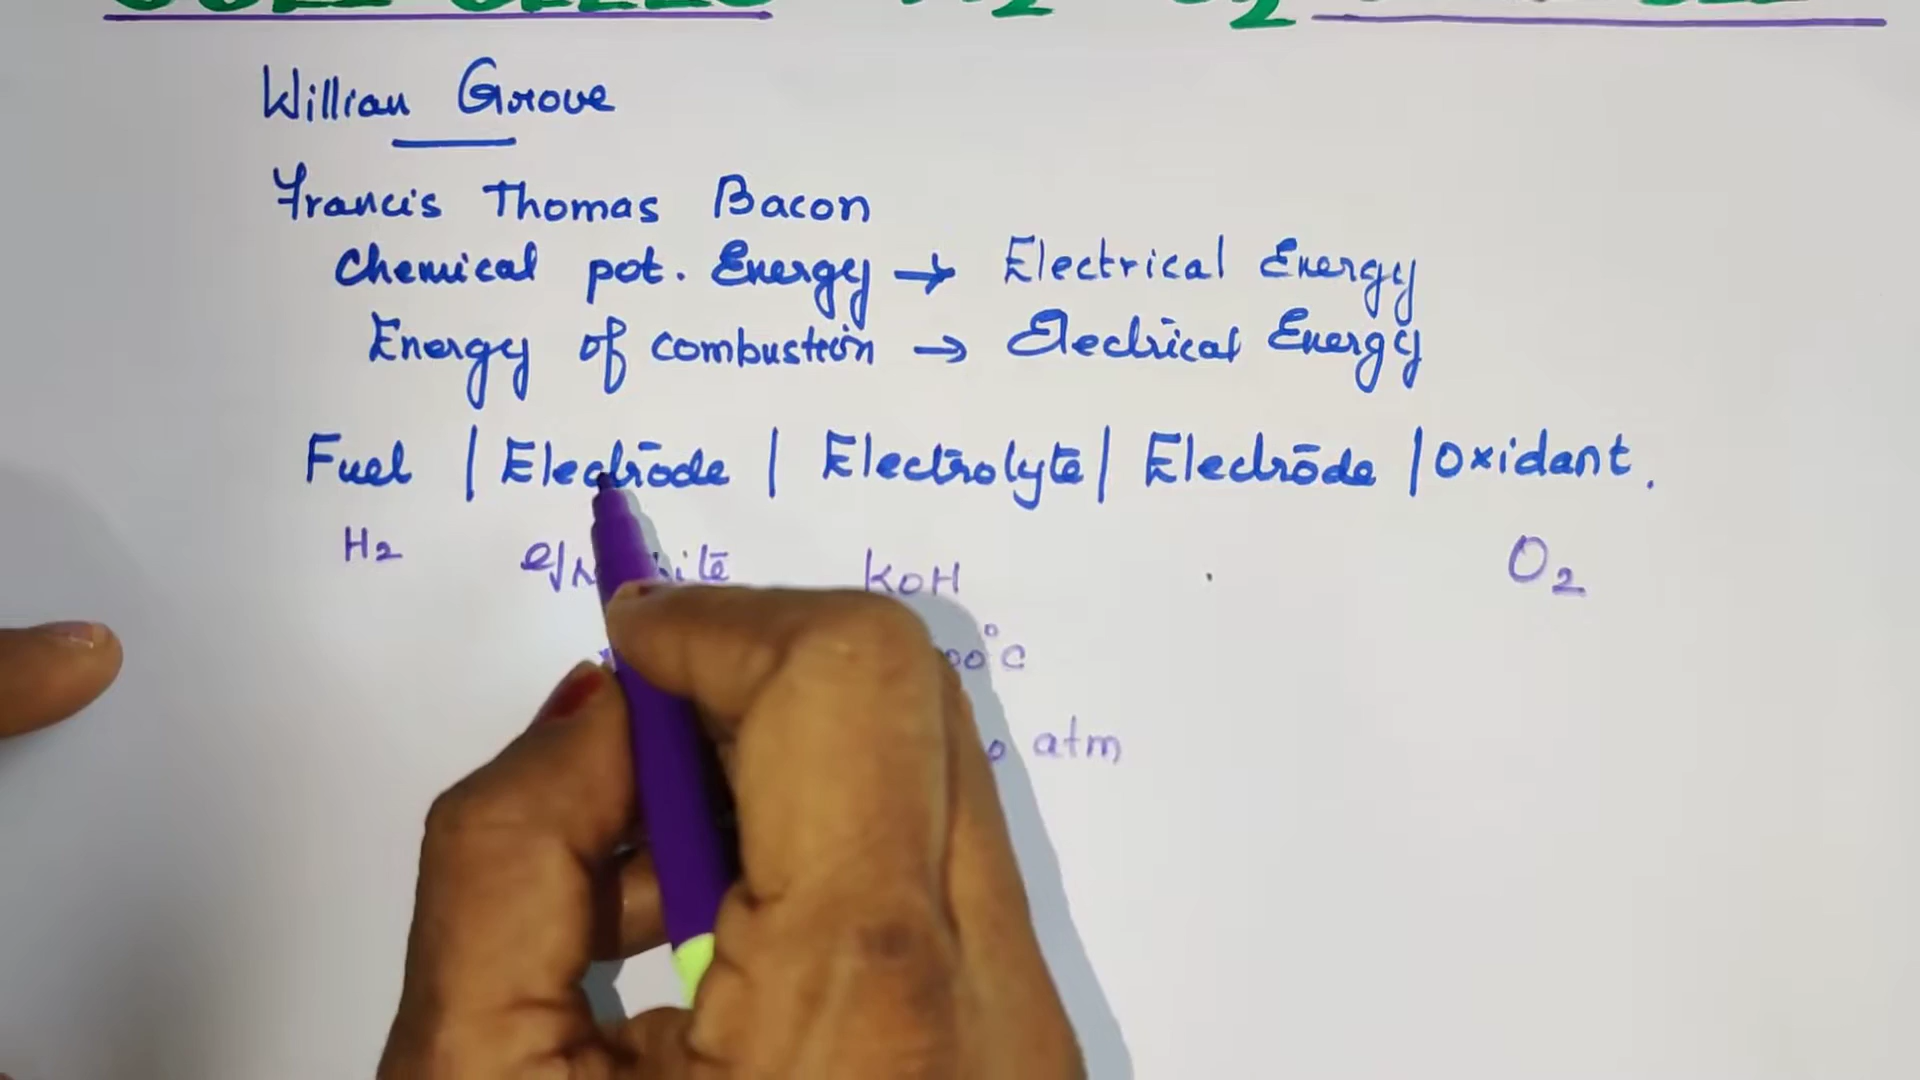 Willian Grove
Francis Thomas Bacon
Chemical pot. Energy → Electrical Energy
Energy of combustion → Electrical Energy
Fuel | Electrode | Electrolyte | Electrode | Oxidant.
H2 KOH O2
°C
atm